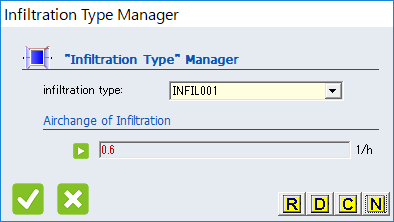 Infiltration Type Manager
"Infiltration Type" Manager
infiltration type: INFIL001
Airchange of Infiltration
0.6 1/h
R D C N